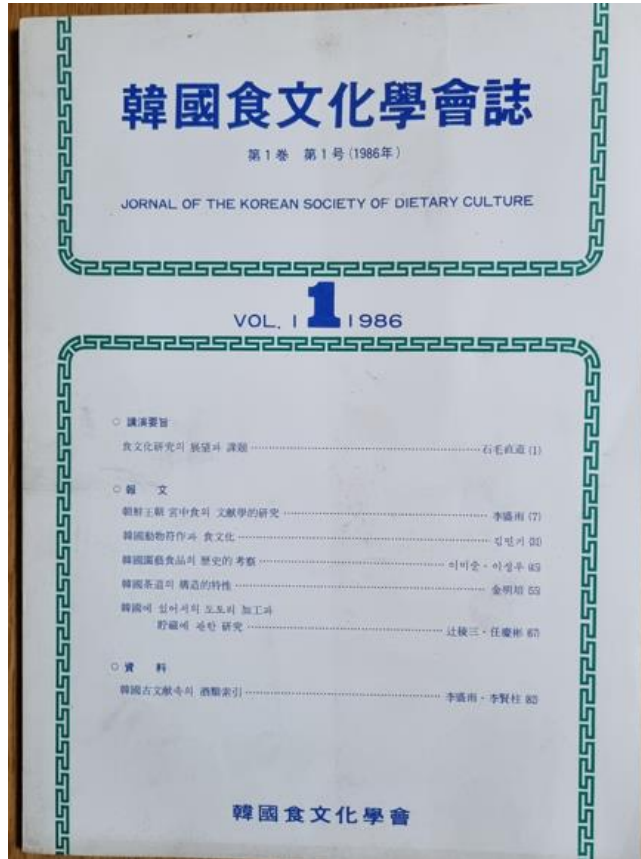 韓國食文化學會誌
第1巻 第1号(1986年)
JORNAL OF THE KOREAN SOCIETY OF DIETARY CULTURE
VOL. 1 1 1986
○ 講演要旨
食文化研究의 展望과 課題 石毛直道 (1)
○ 報 文
朝鮮王朝 宮中食의 文獻學的研究 李盛雨 (7)
韓國動物符作과 食文化 김민기 (31)
韓國園藝食品의 歷史的 考察 이미순・이성우 (45)
韓國茶道의 構造的特性 金明培 (55)
韓國에 있어서의 도토리 加工과
貯藏에 관한 研究 辻稜三・任慶彬 (67)
○ 資 料
韓國古文献속의 酒類索引 李盛雨・李賢柱 (82)
韓國食文化學會